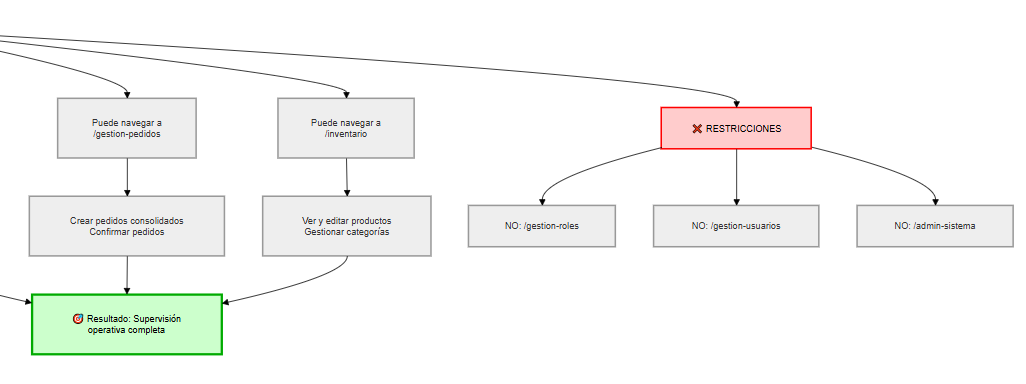 Puede navegar a
/gestion-pedidos
Puede navegar a
/inventario
❌ RESTRICCIONES
Crear pedidos consolidados
Confirmar pedidos
Ver y editar productos
Gestionar categorías
NO: /gestion-roles
NO: /gestion-usuarios
NO: /admin-sistema
🎯 Resultado: Supervisión
operativa completa